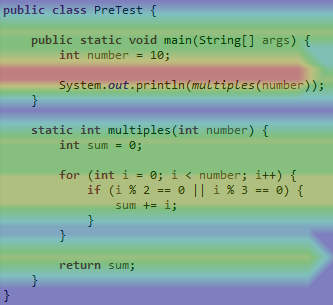 public class PreTest {
public static void main(String[] args) {
int number = 10;
System.out.println(multiples(number));
}
static int multiples(int number) {
int sum = 0;
for (int i = 0; i < number; i++) {
if (i % 2 == 0 || i % 3 == 0) {
sum += i;
}
}
return sum;
}
}